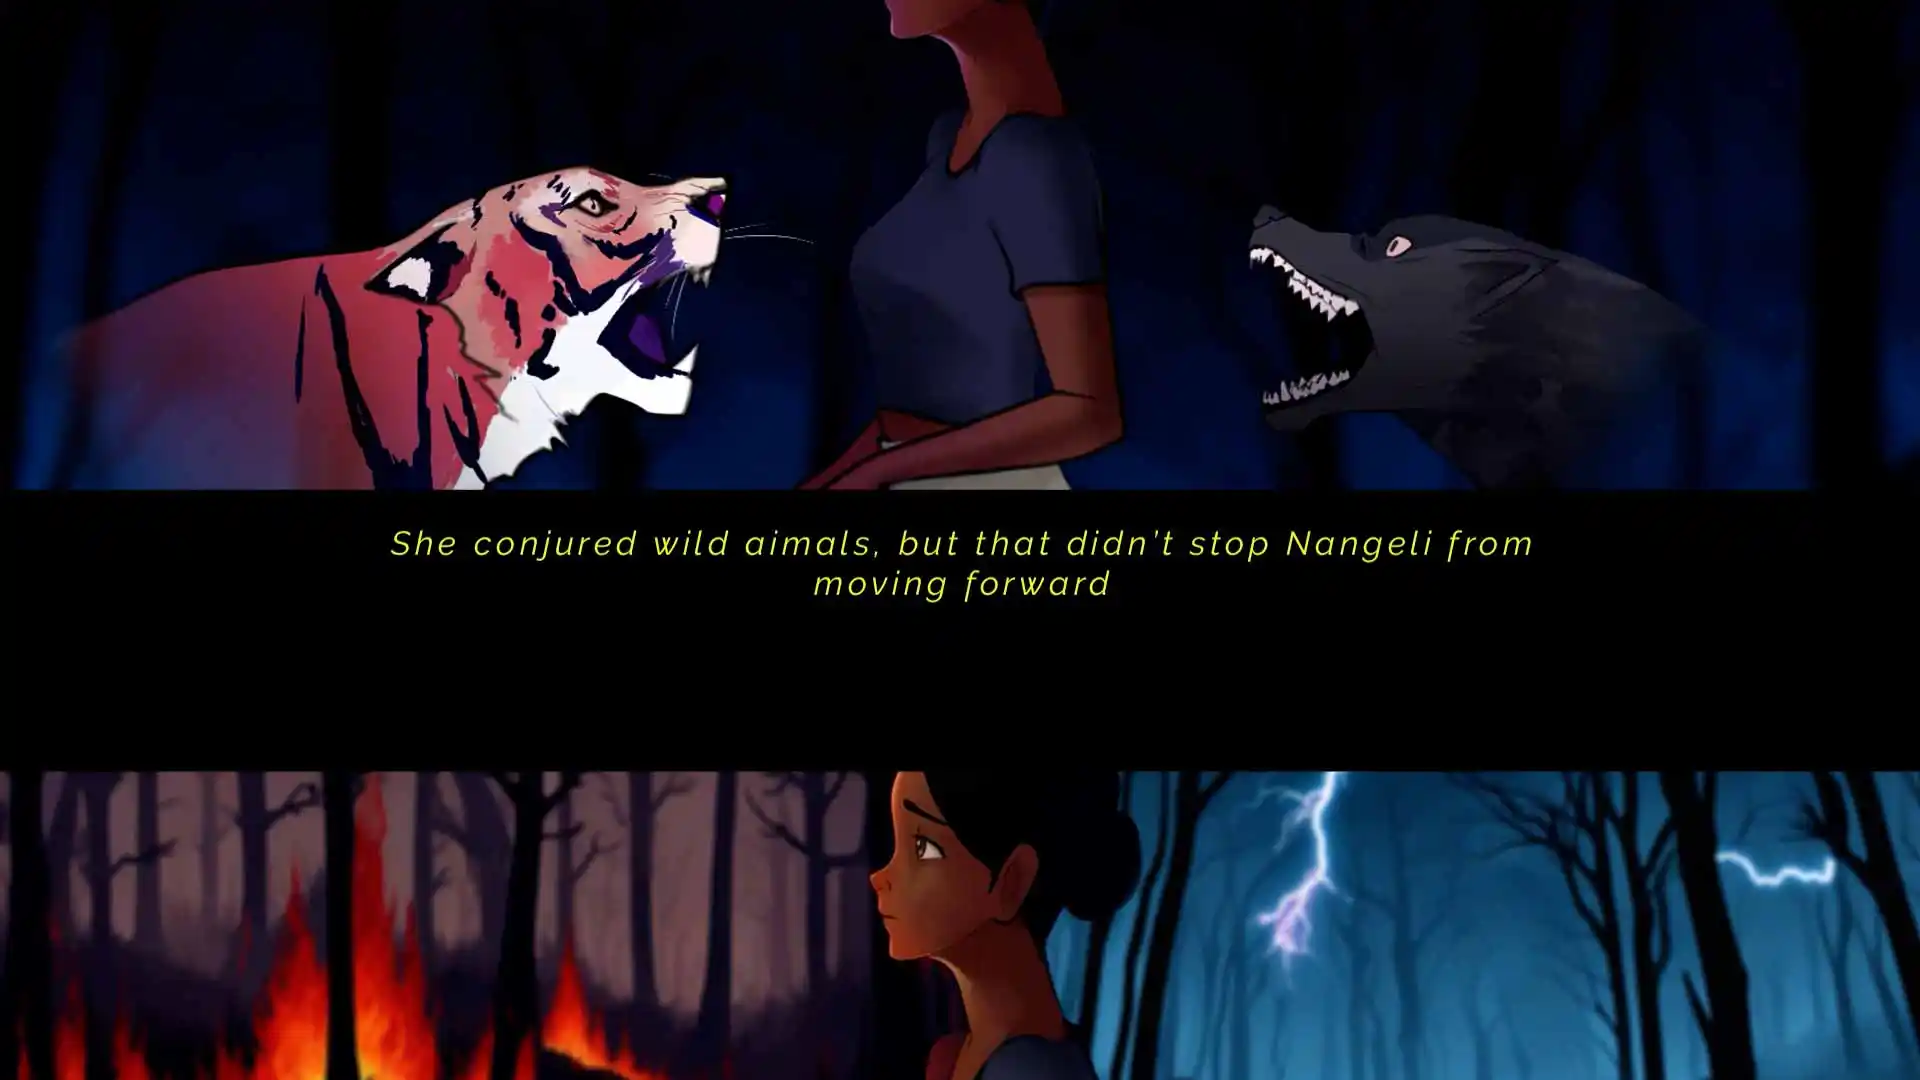 She conjured wild aimals, but that didn't stop Nangeli from
moving forward